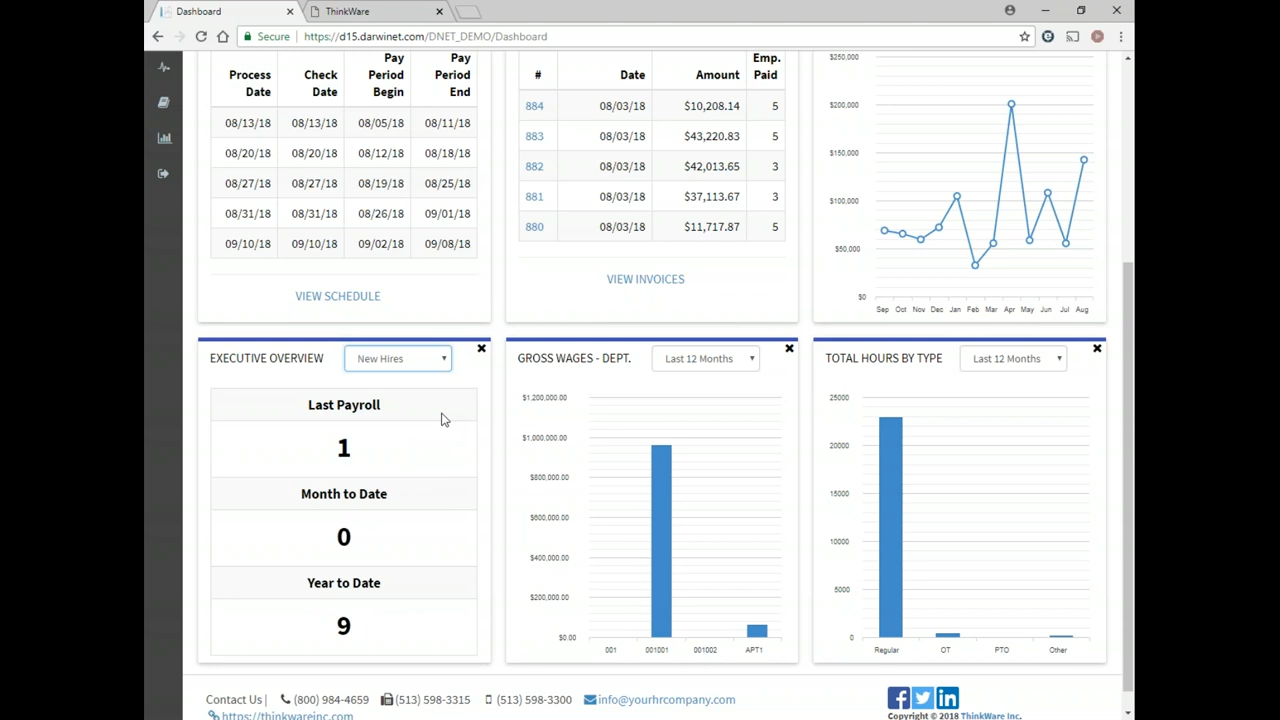 Dashboard
ThinkWare
Secure
https://d15.darwinet.com/DNET_DEMO/Dashboard
Process Date Check Date Pay Period Begin Pay Period End
08/13/18 08/13/18 08/05/18 08/11/18
08/20/18 08/20/18 08/12/18 08/18/18
08/27/18 08/27/18 08/19/18 08/25/18
08/31/18 08/31/18 08/26/18 09/01/18
09/10/18 09/10/18 09/02/18 09/08/18
VIEW SCHEDULE
# Date Amount Emp. Paid
884 08/03/18 $10,208.14 5
883 08/03/18 $43,220.83 5
882 08/03/18 $42,013.65 3
881 08/03/18 $37,113.67 3
880 08/03/18 $11,717.87 5
VIEW INVOICES
$250,000
$200,000
$150,000
$100,000
$50,000
$0
Sep Oct Nov Dec Jan Feb Mar Apr May Jun Jul Aug
EXECUTIVE OVERVIEW New Hires
Last Payroll
1
Month to Date
0
Year to Date
9
GROSS WAGES - DEPT. Last 12 Months
$1,200,000.00
$1,000,000.00
$800,000.00
$600,000.00
$400,000.00
$200,000.00
$0.00
001 001001 001002 APT1
TOTAL HOURS BY TYPE Last 12 Months
25000
20000
15000
10000
5000
0
Regular OT PTO Other
Contact Us | (800) 984-4659 (513) 598-3315 (513) 598-3300 info@yourhrcompany.com
https://thinkwareinc.com
Copyright © 2018 ThinkWare Inc.